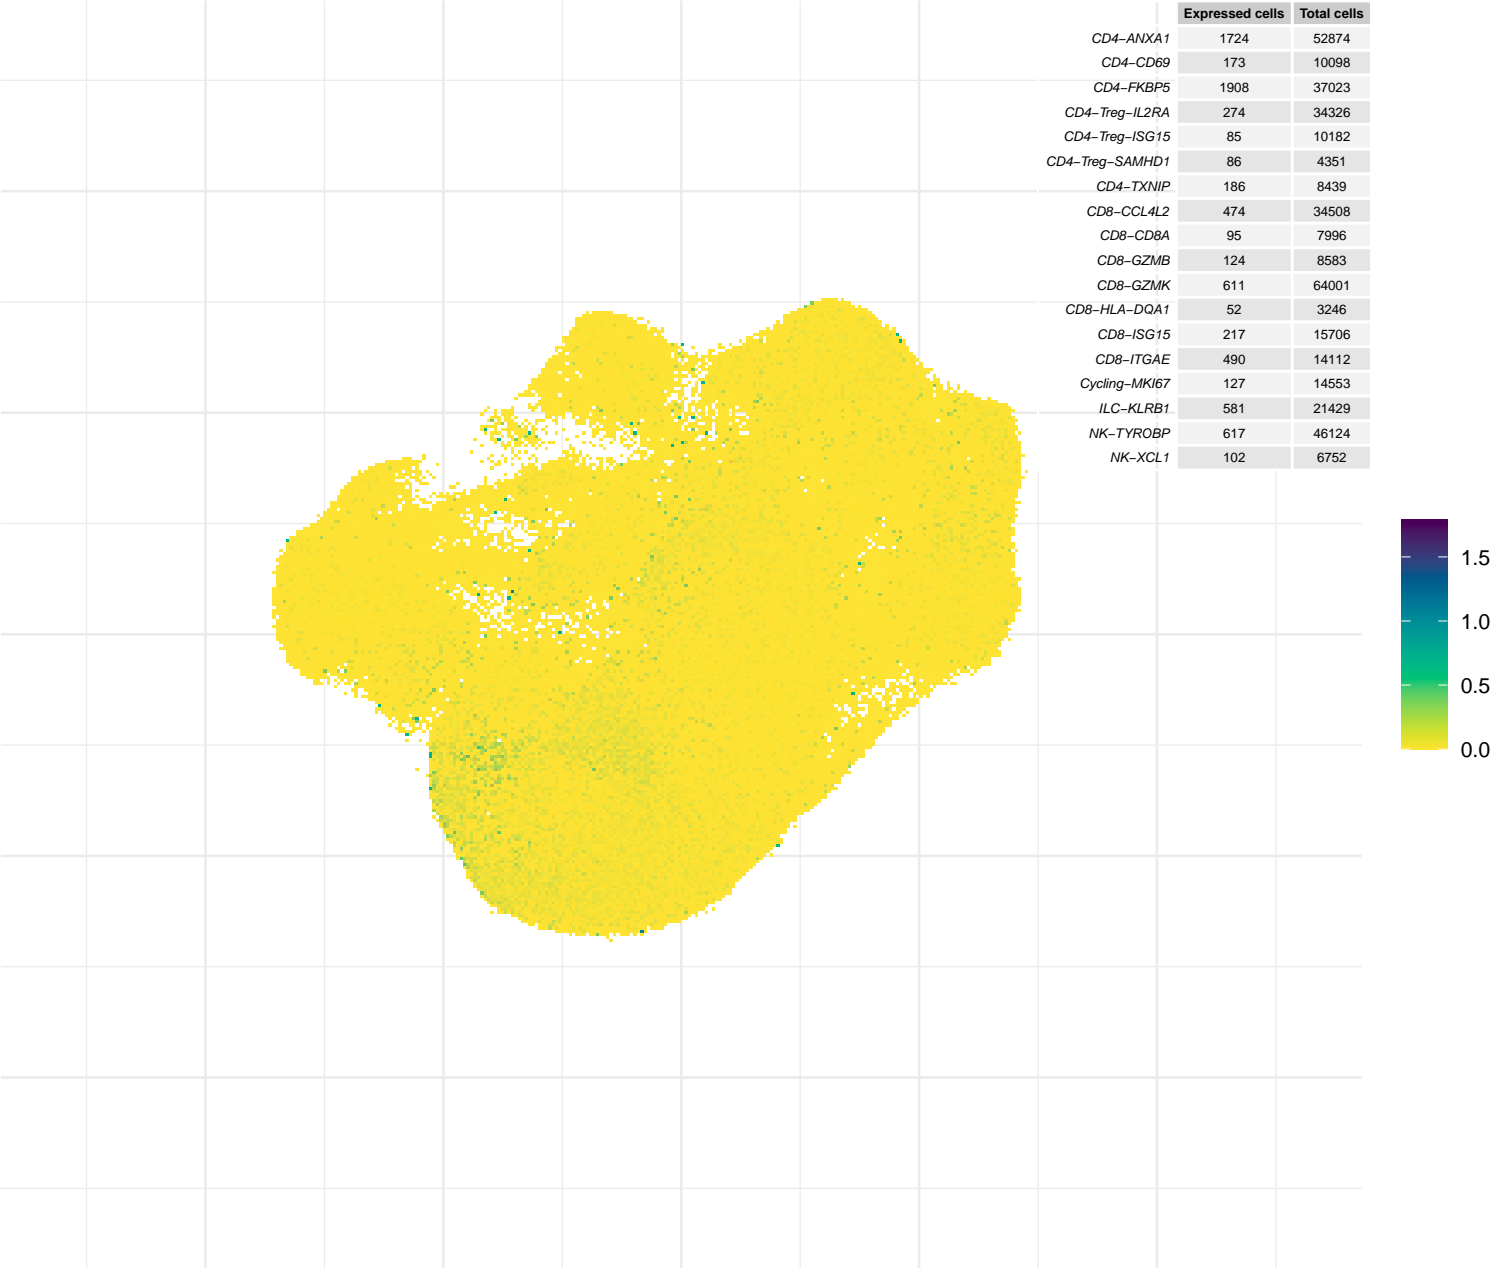 Expressed cells Total cells
CD4−ANXA1 1724 52874
CD4−CD69 173 10098
CD4−FKBP5 1908 37023
CD4−Treg−IL2RA 274 34326
CD4−Treg−ISG15 85 10182
CD4−Treg−SAMHD1 86 4351
CD4−TXNIP 186 8439
CD8−CCL4L2 474 34508
CD8−CD8A 95 7996
CD8−GZMB 124 8583
CD8−GZMK 611 64001
CD8−HLA−DQA1 52 3246
CD8−ISG15 217 15706
CD8−ITGAE 490 14112
Cycling−MKI67 127 14553
ILC−KLRB1 581 21429
NK−TYROBP 617 46124
NK−XCL1 102 6752
1.5
1.0
0.5
0.0